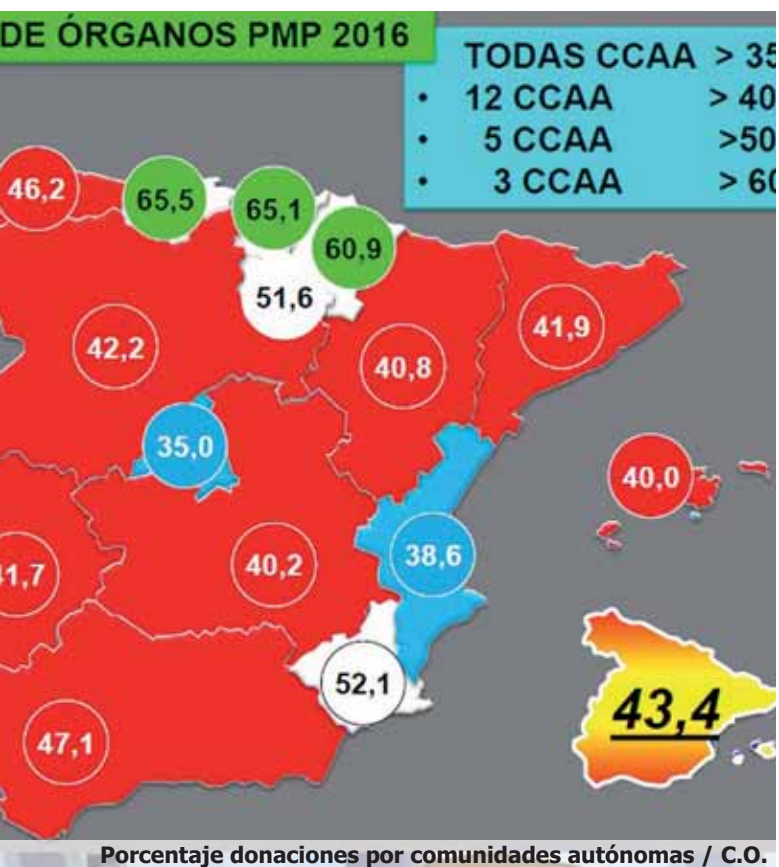 DE ÓRGANOS PMP 2016
TODAS CCAA > 35
• 12 CCAA > 40
• 5 CCAA >50
• 3 CCAA > 60
46,2
65,5
65,1
60,9
51,6
42,2
40,8
41,9
35,0
40,0
41,7
40,2
38,6
52,1
47,1
43,4
Porcentaje donaciones por comunidades autónomas / C.O.